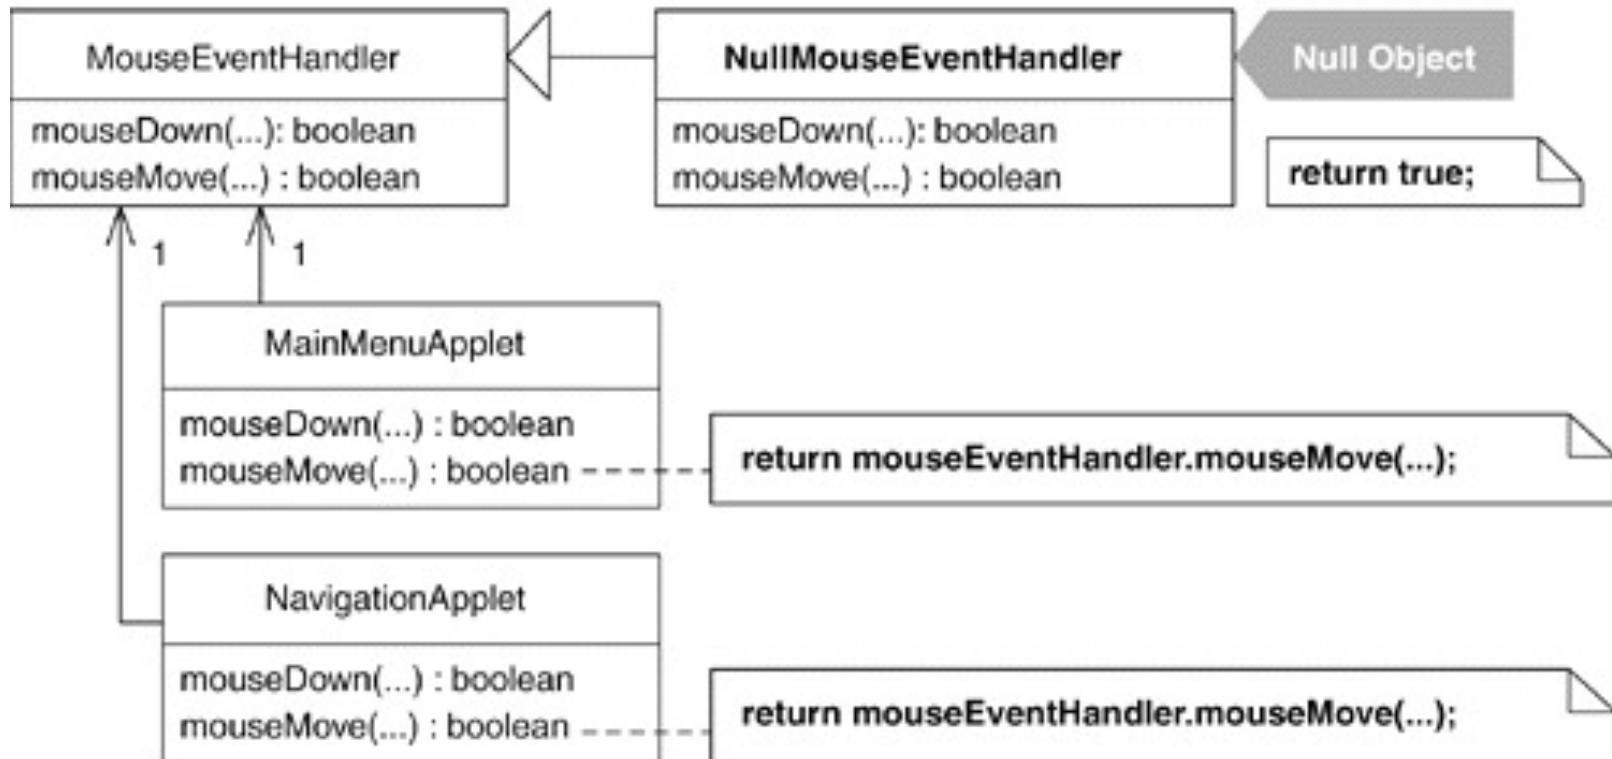 MouseEventHandler
mouseDown(...): boolean
mouseMove(...) : boolean
NullMouseEventHandler
mouseDown(...): boolean
mouseMove(...) : boolean
Null Object
return true;
1
1
MainMenuApplet
mouseDown(...) : boolean
mouseMove(...) : boolean
return mouseEventHandler.mouseMove(...);
NavigationApplet
mouseDown(...) : boolean
mouseMove(...) : boolean
return mouseEventHandler.mouseMove(...);